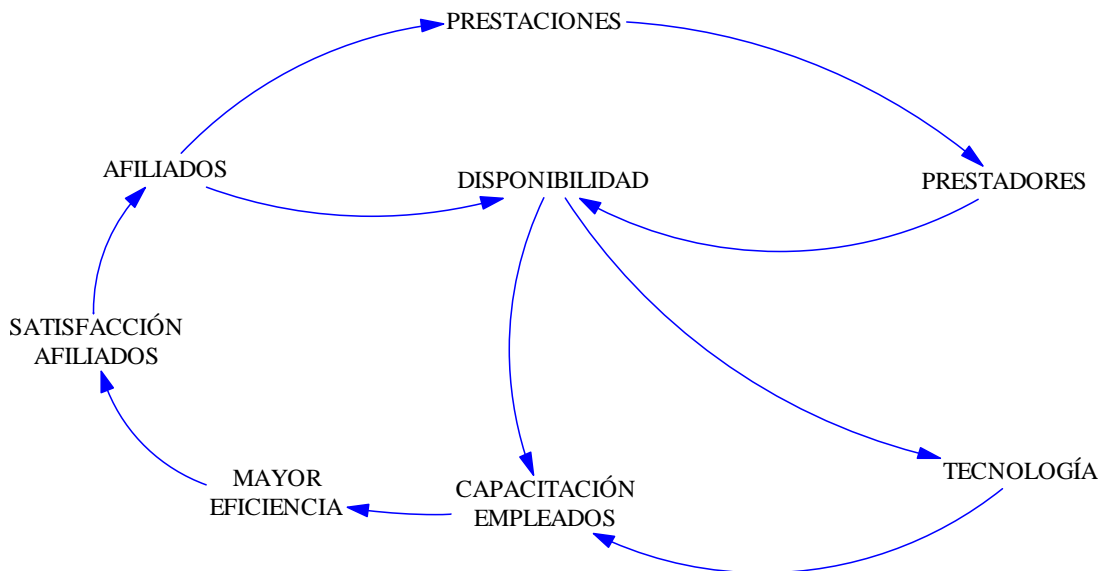 PRESTACIONES
AFILIADOS
DISPONIBILIDAD
PRESTADORES
SATISFACCIÓN
AFILIADOS
MAYOR
EFICIENCIA
CAPACITACIÓN
EMPLEADOS
TECNOLOGÍA